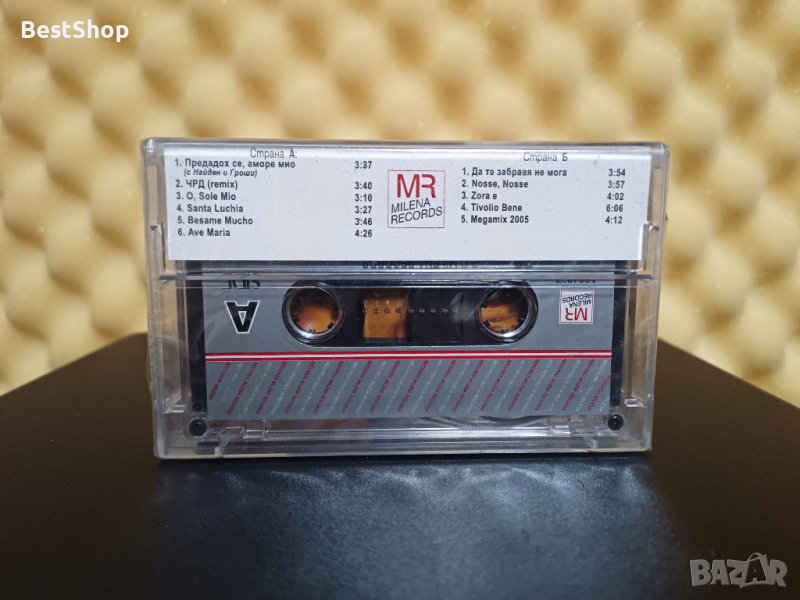 BestShop
Страна А:
1. Предадох се, аморе мио 3:37
(с Найден и Гроши)
2. ЧРД (remix) 3:40
3. O, Sole Mio 3:10
4. Santa Luchia 3:27
5. Besame Mucho 3:46
6. Ave Maria 4:26
MR
MILENA
RECORDS
Страна Б
1. Да те забравя не мога 3:54
2. Nosse, Nosse 3:57
3. Zora e 4:02
4. Tivolio Bene 6:06
5. Megamix 2005 4:12
A
MR
MILENA
RECORDS
BAZAR